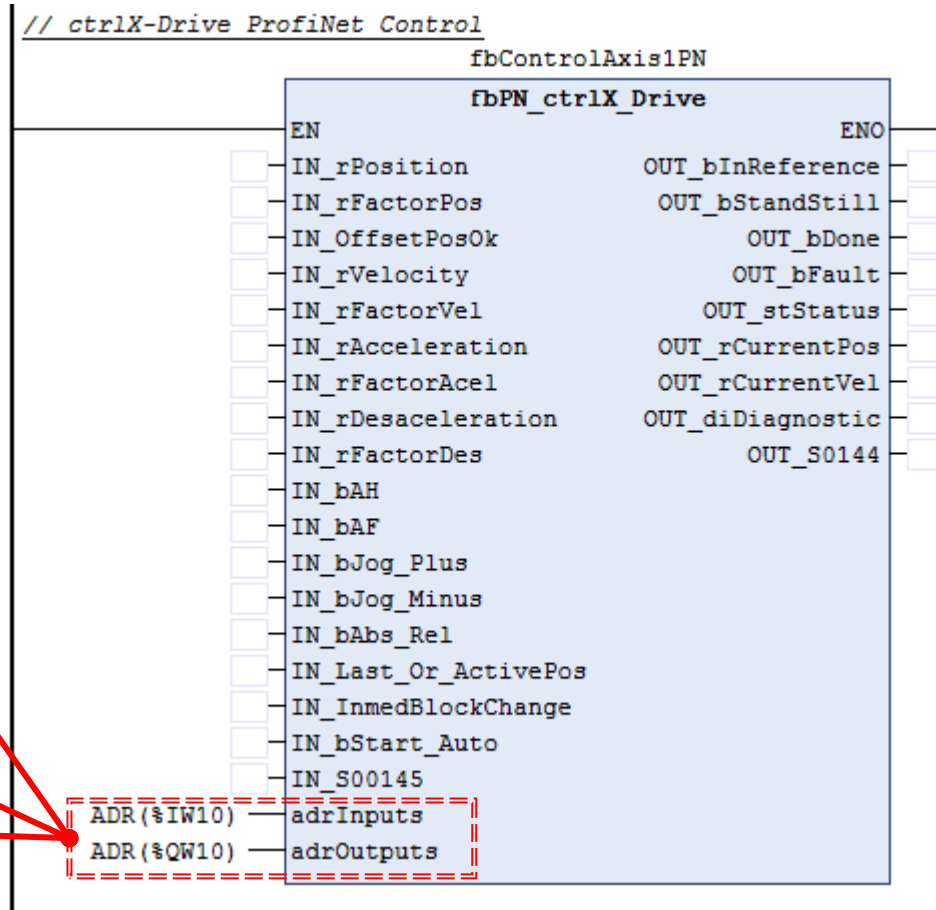 // ctrlX-Drive ProfiNet Control
fbControlAxis1PN
fbPN_ctrlX_Drive
EN ENO
IN_rPosition OUT_bInReference
IN_rFactorPos OUT_bStandStill
IN_OffsetPosOk OUT_bDone
IN_rVelocity OUT_bFault
IN_rFactorVel OUT_stStatus
IN_rAcceleration OUT_rCurrentPos
IN_rFactorAcel OUT_rCurrentVel
IN_rDesaceleration OUT_diDiagnostic
IN_rFactorDes OUT_S0144
IN_bAH
IN_bAF
IN_bJog_Plus
IN_bJog_Minus
IN_bAbs_Rel
IN_Last_Or_ActivePos
IN_InmedBlockChange
IN_bStart_Auto
IN_S00145
ADR(%IW10) adrInputs
ADR(%QW10) adrOutputs